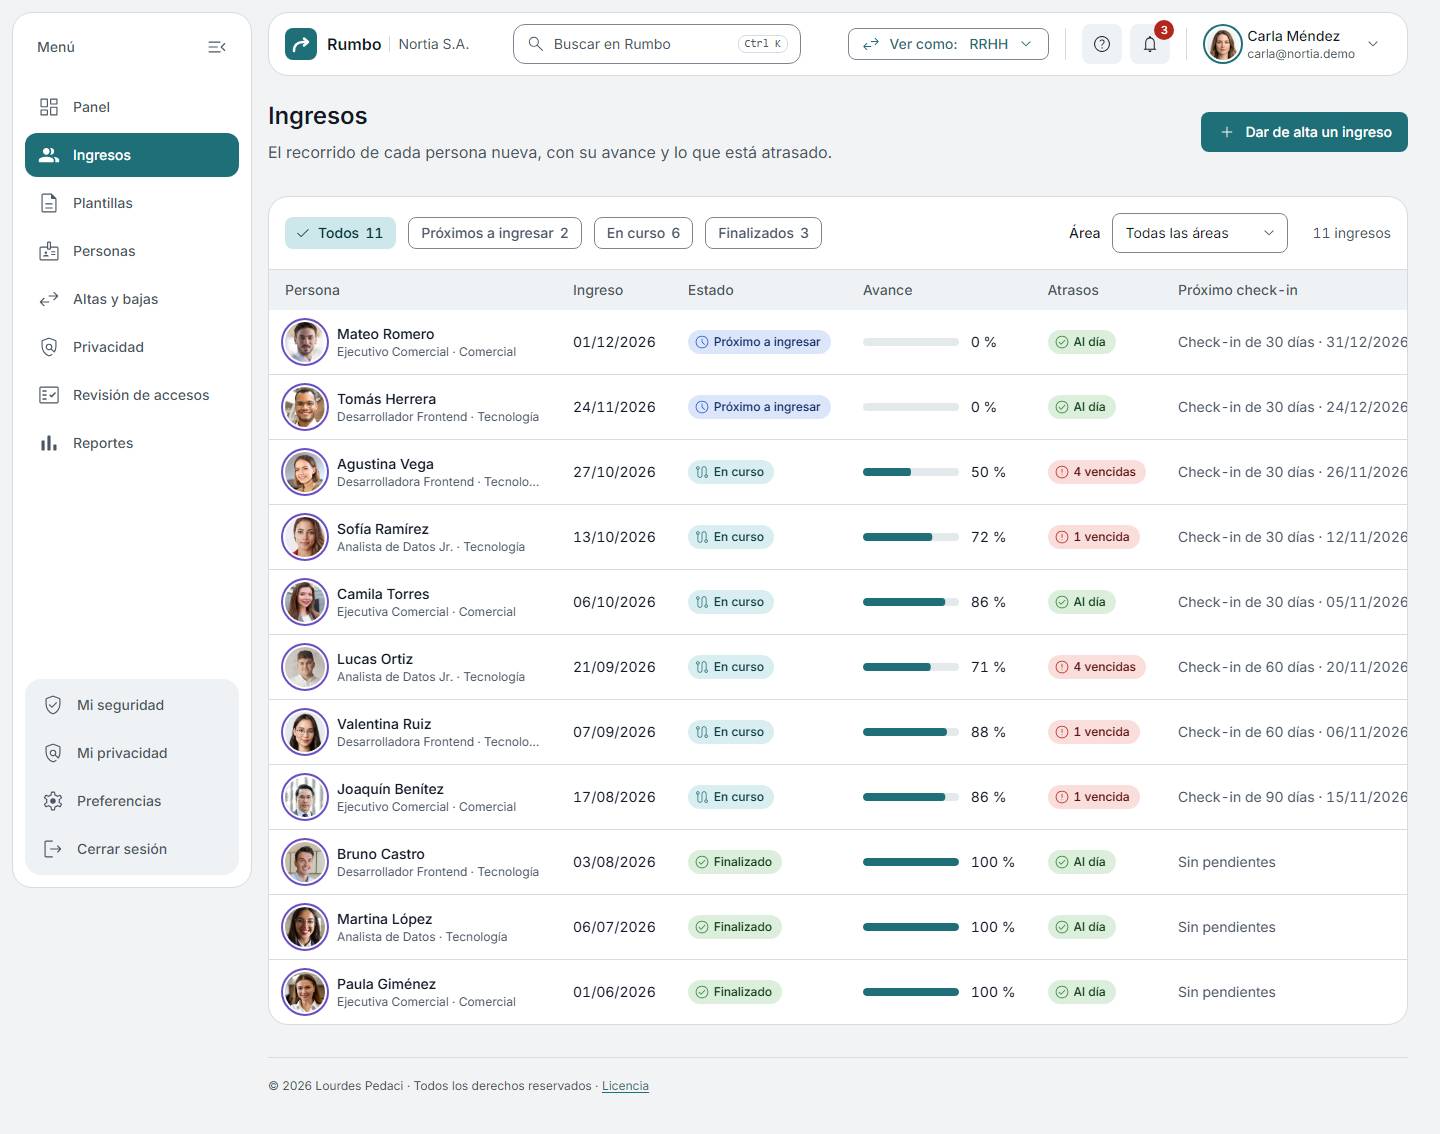 Menú
Panel
Ingresos
Plantillas
Personas
Altas y bajas
Privacidad
Revisión de accesos
Reportes
Mi seguridad
Mi privacidad
Preferencias
Cerrar sesión
Rumbo Nortia S.A. Buscar en Rumbo Ctrl K Ver como: RRHH 3 Carla Méndez
carla@nortia.demo
Ingresos
El recorrido de cada persona nueva, con su avance y lo que está atrasado.
Dar de alta un ingreso
Todos 11 Próximos a ingresar 2 En curso 6 Finalizados 3 Área Todas las áreas 11 ingresos
Persona Ingreso Estado Avance Atrasos Próximo check-in
Mateo Romero
Ejecutivo Comercial · Comercial
01/12/2026 Próximo a ingresar 0 % Al día Check-in de 30 días · 31/12/2026
Tomás Herrera
Desarrollador Frontend · Tecnología
24/11/2026 Próximo a ingresar 0 % Al día Check-in de 30 días · 24/12/2026
Agustina Vega
Desarrolladora Frontend · Tecnolo...
27/10/2026 En curso 50 % 4 vencidas Check-in de 30 días · 26/11/2026
Sofía Ramírez
Analista de Datos Jr. · Tecnología
13/10/2026 En curso 72 % 1 vencida Check-in de 30 días · 12/11/2026
Camila Torres
Ejecutiva Comercial · Comercial
06/10/2026 En curso 86 % Al día Check-in de 30 días · 05/11/2026
Lucas Ortiz
Analista de Datos Jr. · Tecnología
21/09/2026 En curso 71 % 4 vencidas Check-in de 60 días · 20/11/2026
Valentina Ruiz
Desarrolladora Frontend · Tecnolo...
07/09/2026 En curso 88 % 1 vencida Check-in de 60 días · 06/11/2026
Joaquín Benítez
Ejecutivo Comercial · Comercial
17/08/2026 En curso 86 % 1 vencida Check-in de 90 días · 15/11/2026
Bruno Castro
Desarrollador Frontend · Tecnología
03/08/2026 Finalizado 100 % Al día Sin pendientes
Martina López
Analista de Datos · Tecnología
06/07/2026 Finalizado 100 % Al día Sin pendientes
Paula Giménez
Ejecutiva Comercial · Comercial
01/06/2026 Finalizado 100 % Al día Sin pendientes
© 2026 Lourdes Pedaci · Todos los derechos reservados · Licencia